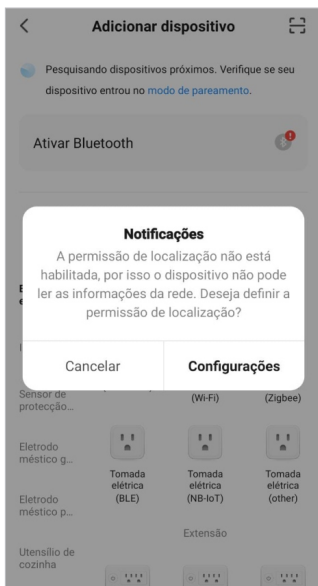 Adicionar dispositivo
Pesquisando dispositivos próximos. Verifique se seu
dispositivo entrou no modo de pareamento.
Ativar Bluetooth
Notificações
A permissão de localização não está
habilitada, por isso o dispositivo não pode
ler as informações da rede. Deseja definir a
permissão de localização?
Cancelar
Configurações
Sensor de
protecção...
(Wi-Fi)
(Zigbee)
Eletrodo
méstico g...
Tomada
elétrica
(BLE)
Tomada
elétrica
(NB-IoT)
Tomada
elétrica
(other)
Eletrodo
méstico p...
Extensão
Utensílio de
cozinha